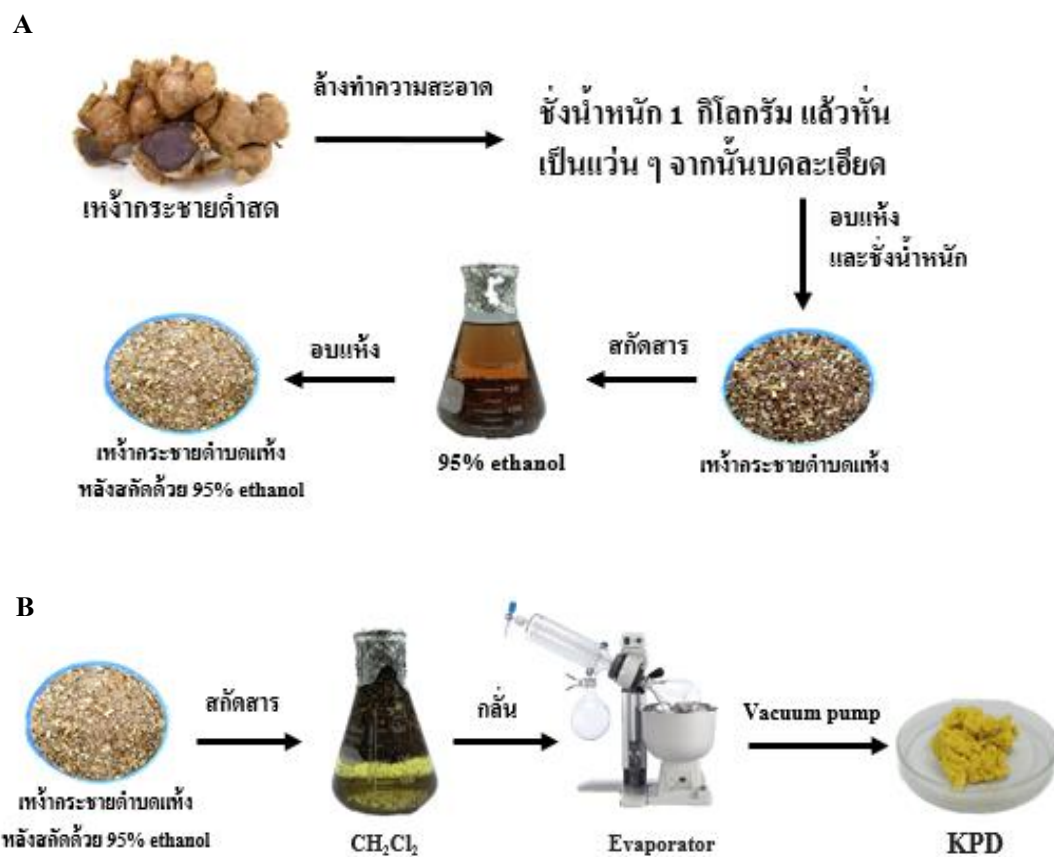 A
ล้างทำความสะอาด
ชั่งน้ำหนัก 1 กิโลกรัม แล้วหั่น
เป็นแว่น ๆ จากนั้นบดละเอียด
เหง้ากระชายดำสด
อบแห้ง
และชั่งน้ำหนัก
สกัดสาร
อบแห้ง
เหง้ากระชายดำบดแห้ง
หลังสกัดด้วย 95% ethanol
95% ethanol
เหง้ากระชายดำบดแห้ง
B
สกัดสาร
กลั่น
Vacuum pump
เหง้ากระชายดำบดแห้ง
หลังสกัดด้วย 95% ethanol
CH₂Cl₂
Evaporator
KPD